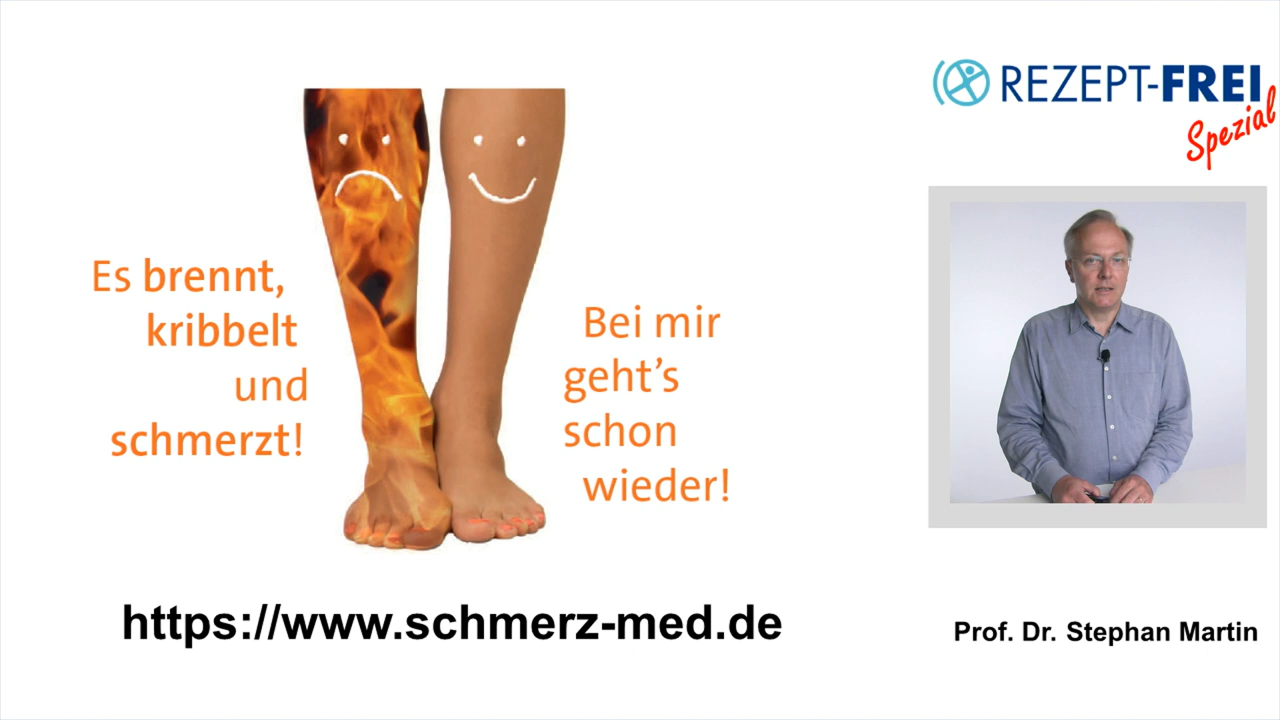 REZEPT-FREI
Spezial
Es brennt,
kribbelt
und
schmerzt!
Bei mir
geht’s
schon
wieder!
https://www.schmerz-med.de
Prof. Dr. Stephan Martin